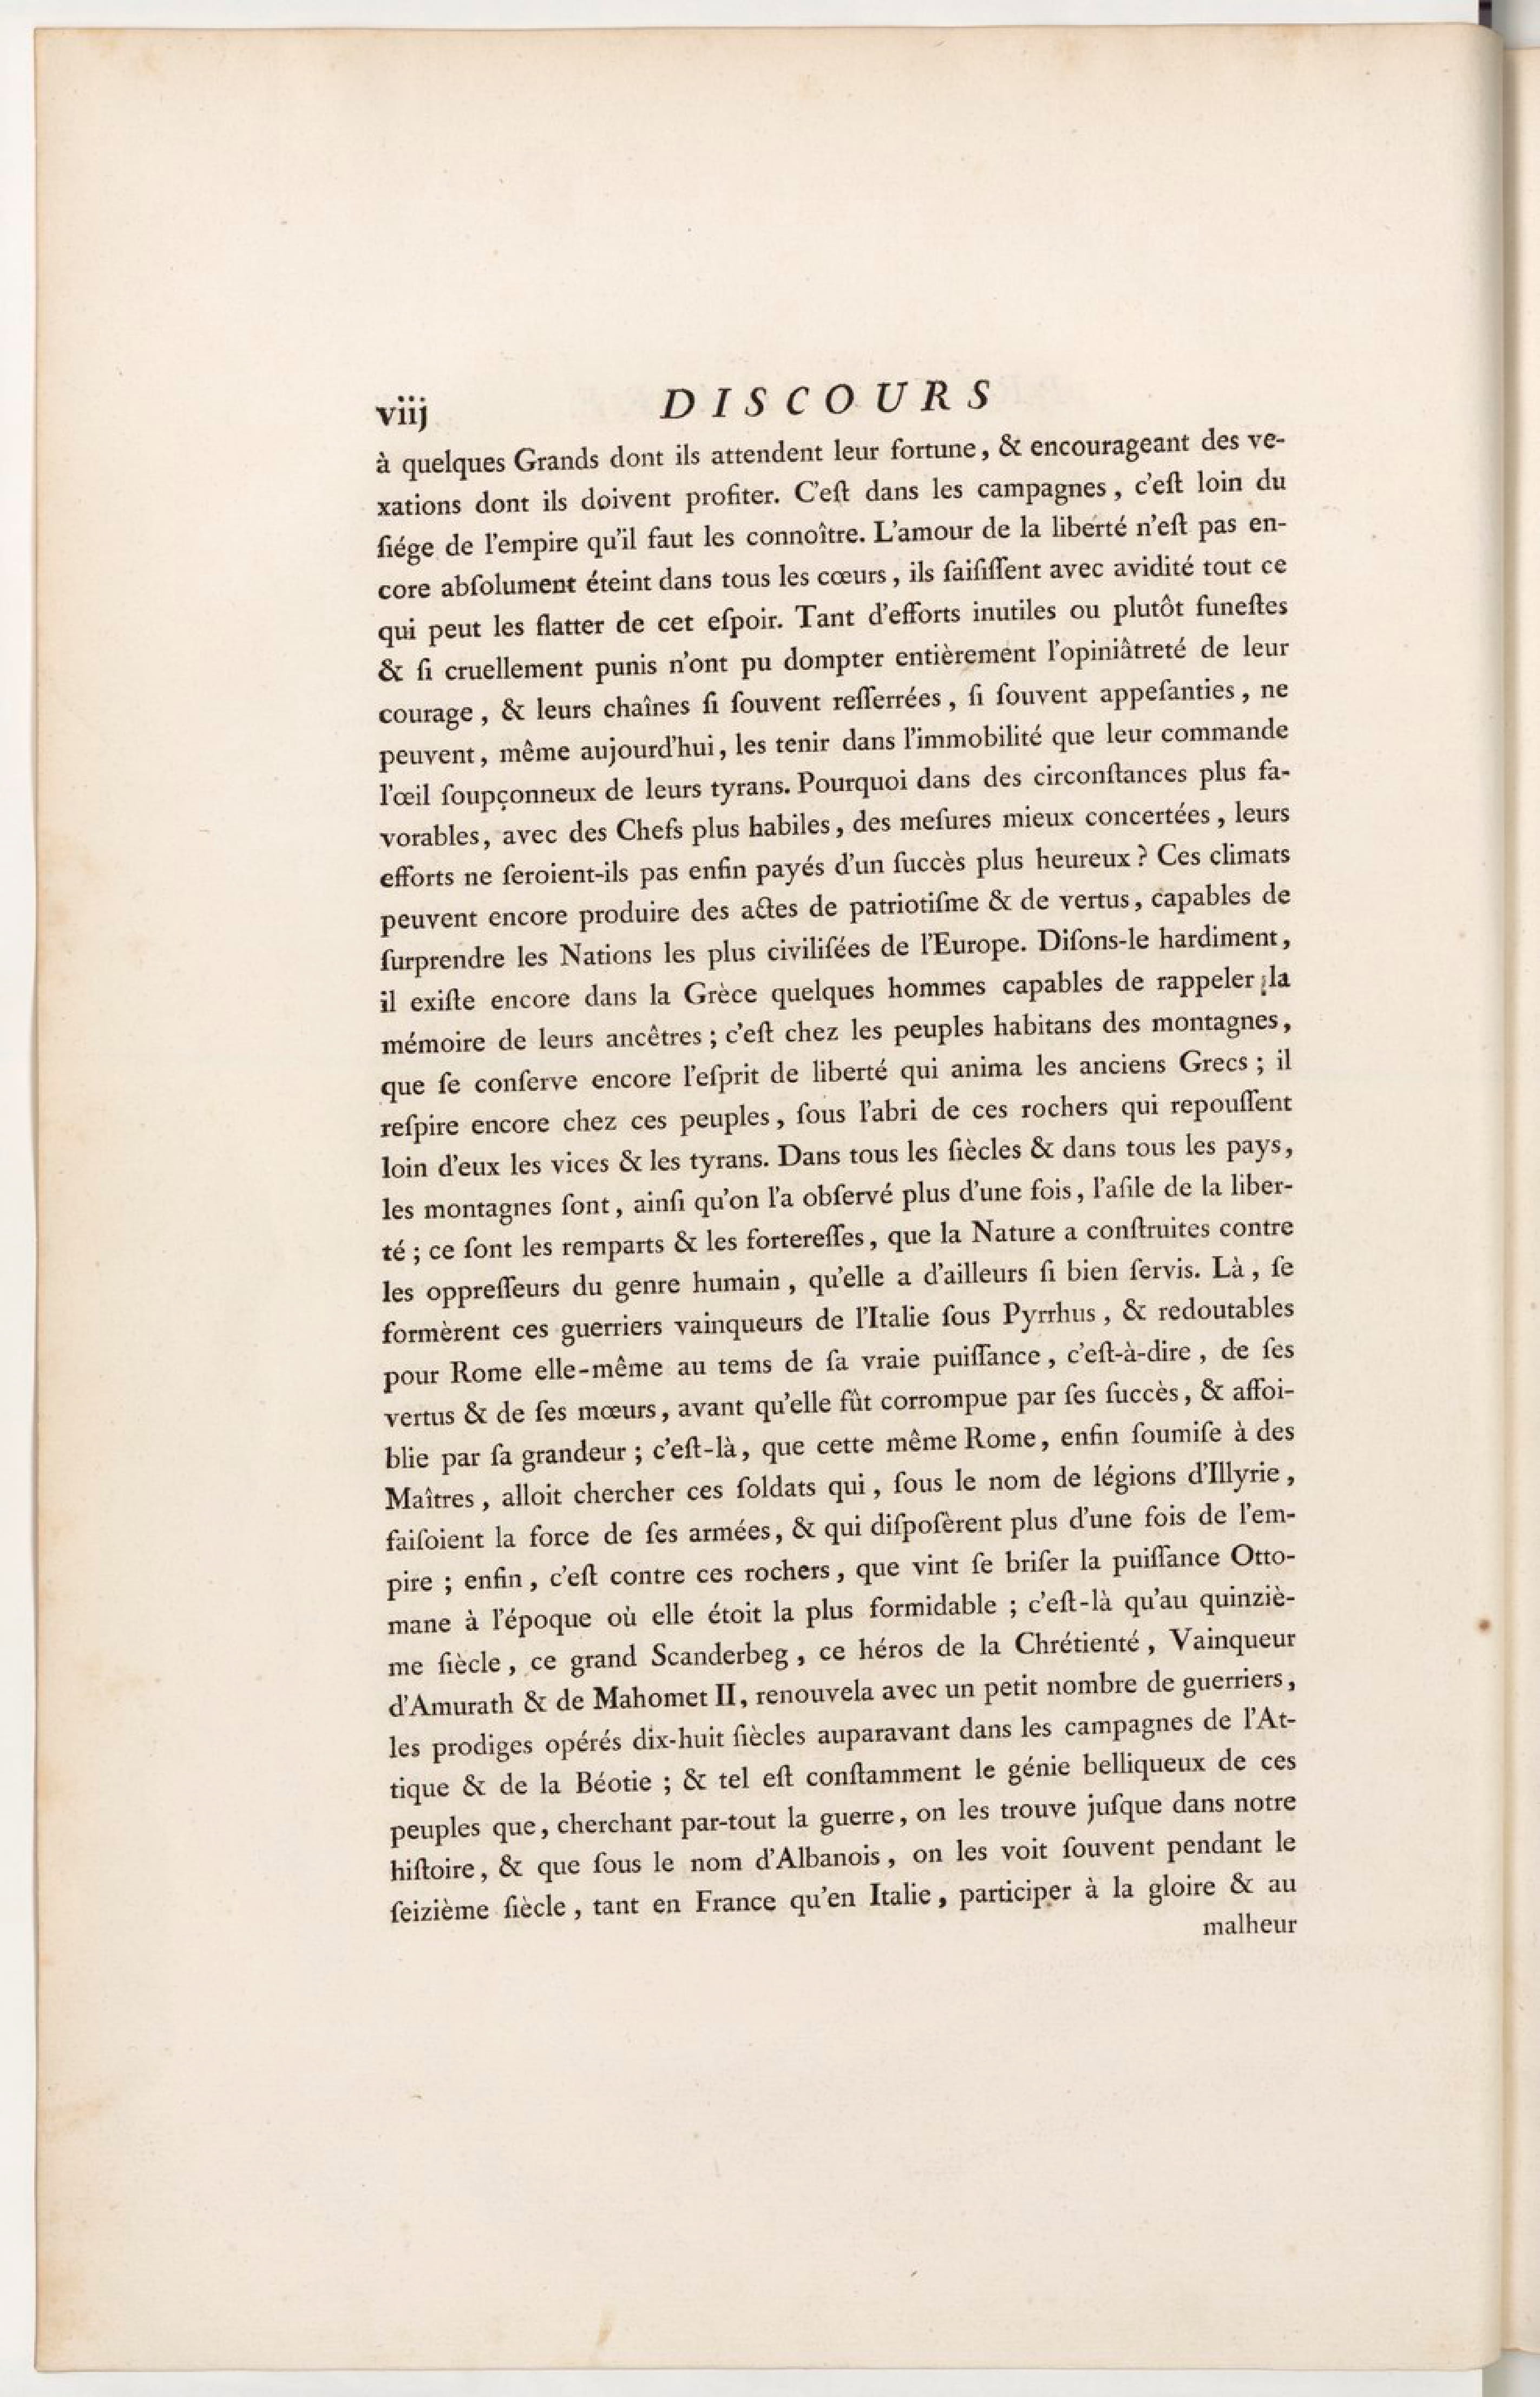 viij DISCOURS
à quelques Grands dont ils attendent leur fortune, & encourageant des ve-
xations dont ils doivent profiter. C'eſt dans les campagnes, c'eſt loin du
ſiége de l'empire qu'il faut les connoître. L'amour de la liberté n'eſt pas en-
core abſolument éteint dans tous les cœurs, ils ſaiſiſſent avec avidité tout ce
qui peut les flatter de cet eſpoir. Tant d'efforts inutiles ou plutôt funeſtes
& ſi cruellement punis n'ont pu dompter entièrement l'opiniâtreté de leur
courage, & leurs chaînes ſi ſouvent reſſerrées, ſi ſouvent appeſanties, ne
peuvent, même aujourd'hui, les tenir dans l'immobilité que leur commande
l'œil ſoupçonneux de leurs tyrans. Pourquoi dans des circonſtances plus fa-
vorables, avec des Chefs plus habiles, des meſures mieux concertées, leurs
efforts ne ſeroient-ils pas enfin payés d'un ſuccès plus heureux ? Ces climats
peuvent encore produire des actes de patriotiſme & de vertus, capables de
ſurprendre les Nations les plus civiliſées de l'Europe. Diſons-le hardiment,
il exiſte encore dans la Grèce quelques hommes capables de rappeler la
mémoire de leurs ancêtres ; c'eſt chez les peuples habitans des montagnes,
que ſe conſerve encore l'eſprit de liberté qui anima les anciens Grecs ; il
reſpire encore chez ces peuples, ſous l'abri de ces rochers qui repouſſent
loin d'eux les vices & les tyrans. Dans tous les ſiècles & dans tous les pays,
les montagnes ſont, ainſi qu'on l'a obſervé plus d'une fois, l'aſile de la liber-
té ; ce ſont les remparts & les fortereſſes, que la Nature a conſtruites contre
les oppreſſeurs du genre humain, qu'elle a d'ailleurs ſi bien ſervis. Là, ſe
formèrent ces guerriers vainqueurs de l'Italie ſous Pyrrhus, & redoutables
pour Rome elle-même au tems de ſa vraie puiſſance, c'eſt-à-dire, de ſes
vertus & de ſes mœurs, avant qu'elle fût corrompue par ſes ſuccès, & affoi-
blie par ſa grandeur ; c'eſt-là, que cette même Rome, enfin ſoumiſe à des
Maîtres, alloit chercher ces ſoldats qui, ſous le nom de légions d'Illyrie,
faiſoient la force de ſes armées, & qui diſpoſèrent plus d'une fois de l'em-
pire ; enfin, c'eſt contre ces rochers, que vint ſe briſer la puiſſance Otto-
mane à l'époque où elle étoit la plus formidable ; c'eſt-là qu'au quinziè-
me ſiècle, ce grand Scanderbeg, ce héros de la Chrétienté, Vainqueur
d'Amurath & de Mahomet II, renouvela avec un petit nombre de guerriers,
les prodiges opérés dix-huit ſiècles auparavant dans les campagnes de l'At-
tique & de la Béotie ; & tel eſt conſtamment le génie belliqueux de ces
peuples que, cherchant par-tout la guerre, on les trouve juſque dans notre
hiſtoire, & que ſous le nom d'Albanois, on les voit ſouvent pendant le
ſeizième ſiècle, tant en France qu'en Italie, participer à la gloire & au
malheur